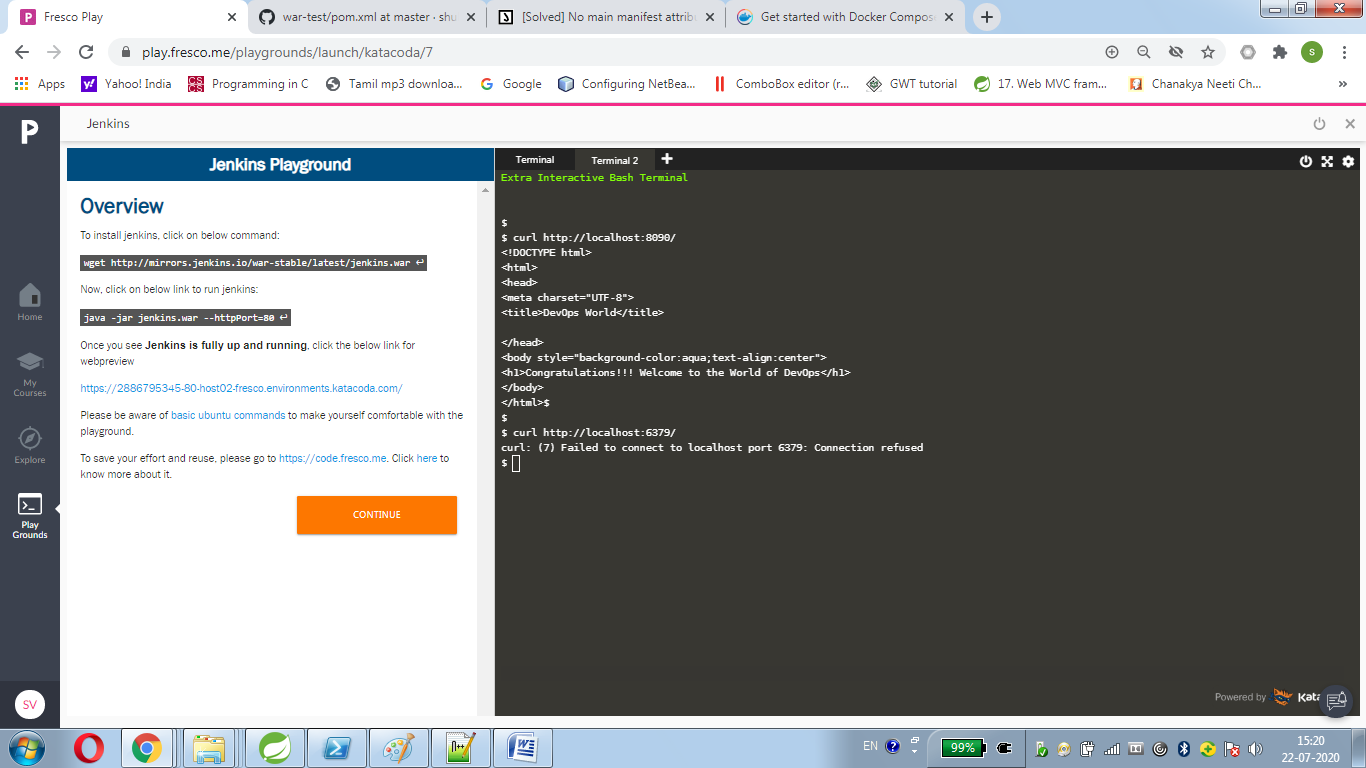 Fresco Play
war-test/pom.xml at master · shu
[Solved] No main manifest attrib
Get started with Docker Compos
play.fresco.me/playgrounds/launch/katacoda/7
S
Apps
Yahoo! India
Programming in C
Tamil mp3 downloa...
Google
Configuring NetBea...
ComboBox editor (r...
GWT tutorial
17. Web MVC fram...
Chanakya Neeti Ch...
»
P
Jenkins
Home
My
Courses
Explore
Play
Grounds
SV
Jenkins Playground
Overview
To install jenkins, click on below command:
wget http://mirrors.jenkins.io/war-stable/latest/jenkins.war ↩
Now, click on below link to run jenkins:
java -jar jenkins.war --httpPort=80 ↩
Once you see Jenkins is fully up and running, click the below link for
webpreview
https://2886795345-80-host02-fresco.environments.katacoda.com/
Please be aware of basic ubuntu commands to make yourself comfortable with the
playground.
To save your effort and reuse, please go to https://code.fresco.me. Click here to
know more about it.
CONTINUE
Terminal
Terminal 2
Extra Interactive Bash Terminal
$
$ curl http://localhost:8090/
<!DOCTYPE html>
<html>
<head>
<meta charset="UTF-8">
<title>DevOps World</title>
</head>
<body style="background-color:aqua;text-align:center">
<h1>Congratulations!!! Welcome to the World of DevOps</h1>
</body>
</html>$
$
$ curl http://localhost:6379/
curl: (7) Failed to connect to localhost port 6379: Connection refused
$
Powered by Kata
EN
99%
15:20
22-07-2020